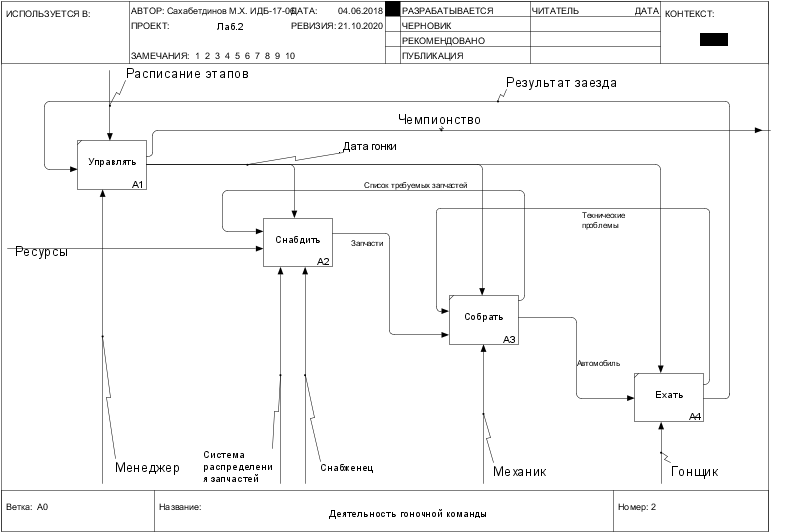 ИСПОЛЬЗУЕТСЯ В:
АВТОР: Сахабетдинов М.Х. ИДБ-17-06
ДАТА: 04.06.2018
РАЗРАБАТЫВАЕТСЯ
ЧИТАТЕЛЬ
ДАТА
КОНТЕКСТ:
ПРОЕКТ: Лаб.2
РЕВИЗИЯ: 21.10.2020
ЧЕРНОВИК
РЕКОМЕНДОВАНО
ЗАМЕЧАНИЯ: 1 2 3 4 5 6 7 8 9 10
ПУБЛИКАЦИЯ
Расписание этапов
Результат заезда
Чемпионство
Дата гонки
Управлять
A1
Список требуемых запчастей
Технические
проблемы
Снабдить
A2
Запчасти
Ресурсы
Собрать
A3
Автомобиль
Ехать
A4
Менеджер
Система
распределени
я запчастей
Снабженец
Механик
Гонщик
Ветка: A0
Название:
Деятельность гоночной команды
Номер: 2